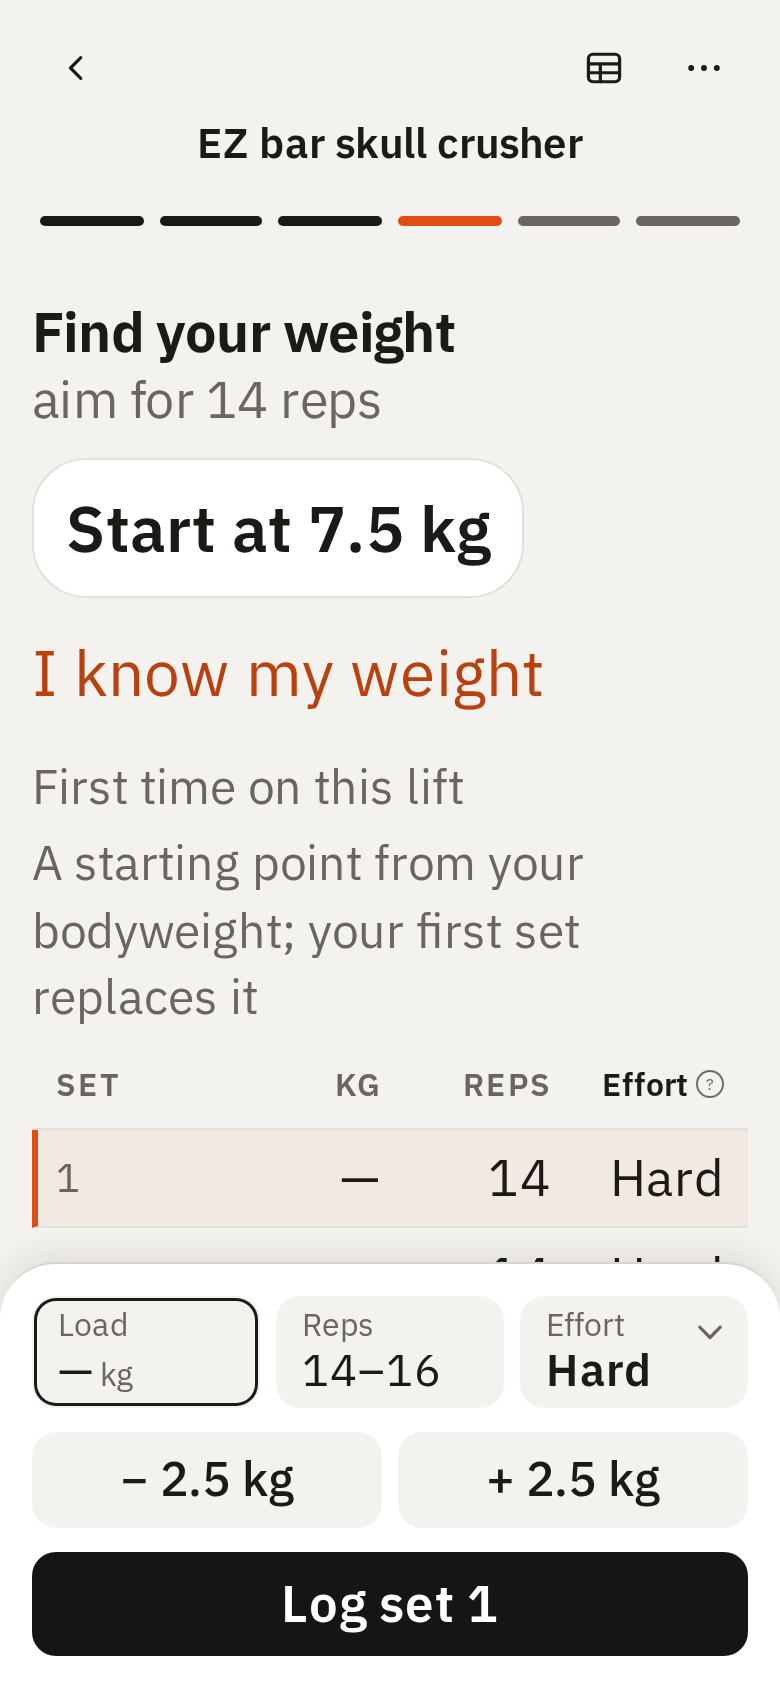 EZ bar skull crusher
Find your weight
aim for 14 reps
Start at 7.5 kg
I know my weight
First time on this lift
A starting point from your
bodyweight; your first set
replaces it
SET KG REPS Effort ?
1 — 14 Hard
Load Reps Effort
— kg 14–16 Hard
− 2.5 kg + 2.5 kg
Log set 1